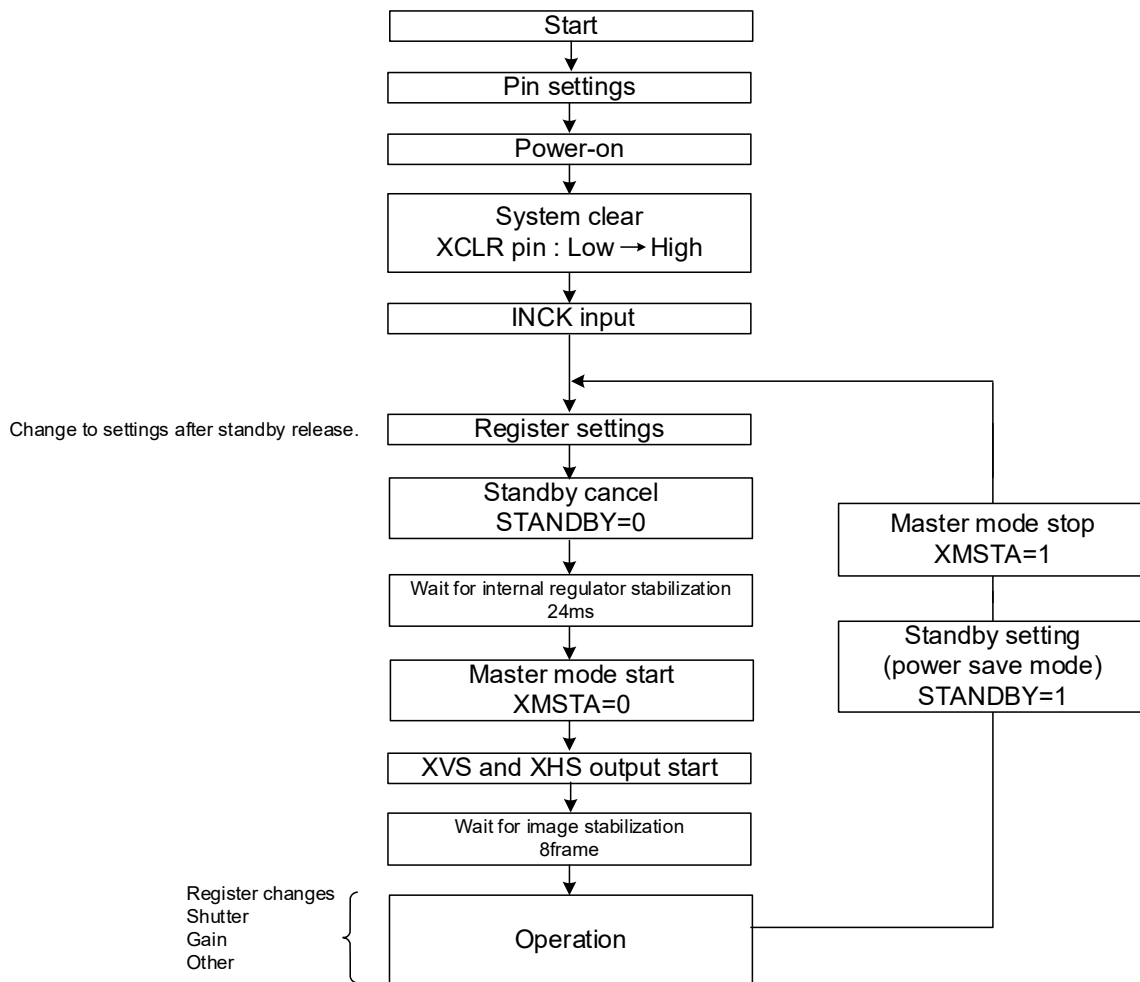 Start
Pin settings
Power-on
System clear
XCLR pin : Low → High
INCK input
Change to settings after standby release.
Register settings
Standby cancel
STANDBY=0
Wait for internal regulator stabilization
24ms
Master mode start
XMSTA=0
XVS and XHS output start
Wait for image stabilization
8frame
Register changes
Shutter
Gain
Other
Operation
Master mode stop
XMSTA=1
Standby setting
(power save mode)
STANDBY=1